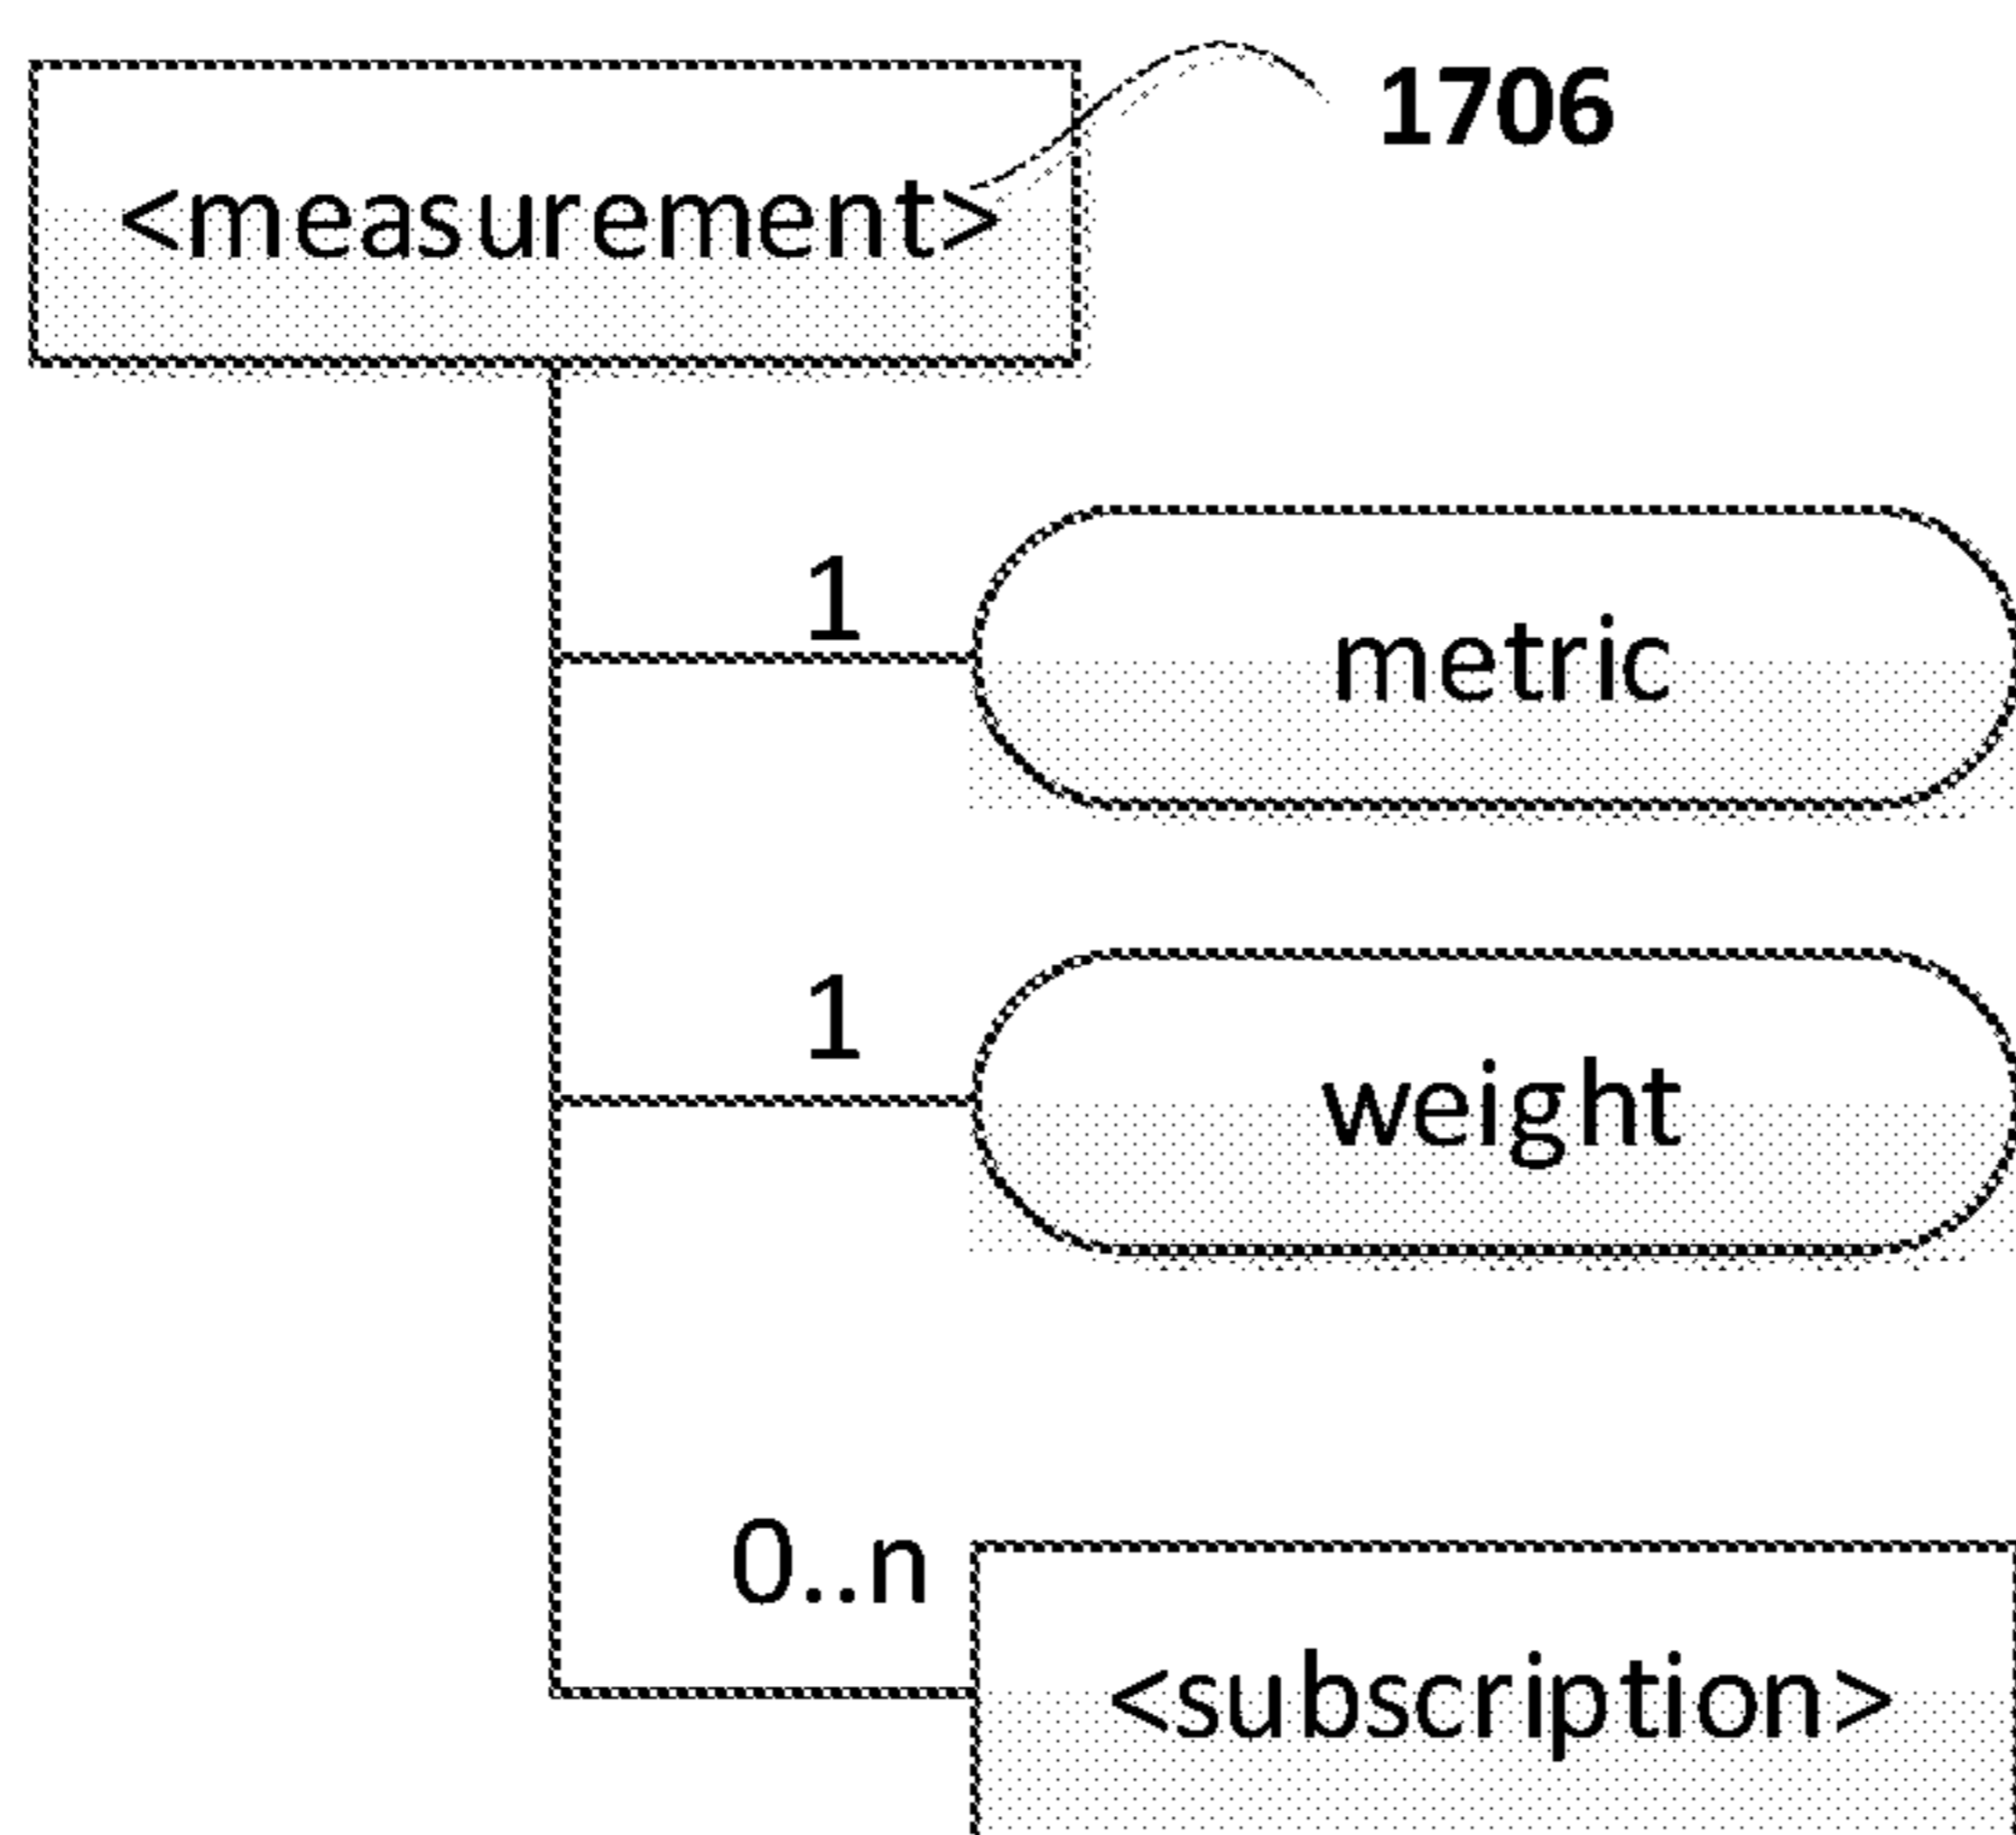 <measurement>
1706
1
metric
1
weight
0..n
<subscription>